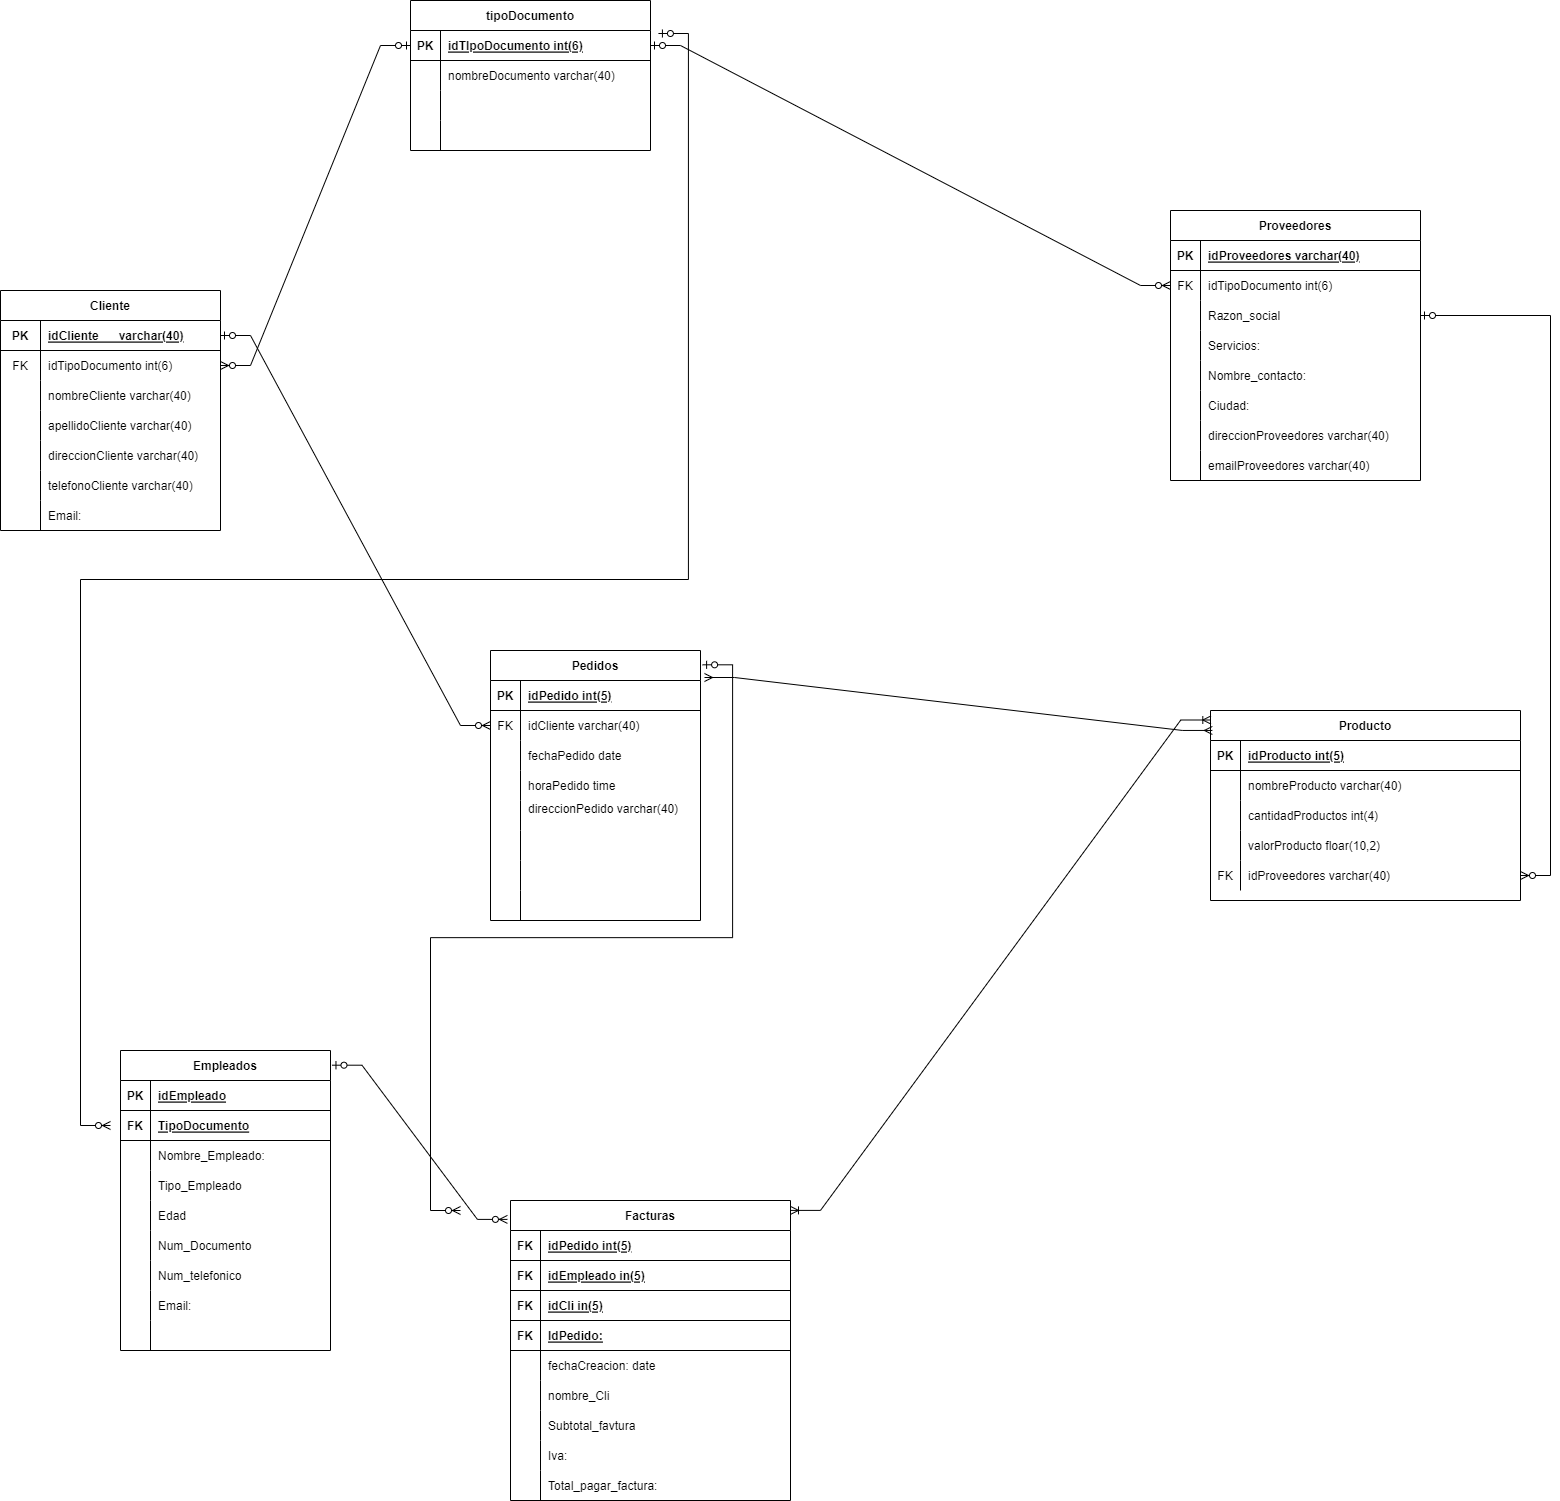 tipoDocumento
PK idTIpoDocumento int(6)
nombreDocumento varchar(40)
Proveedores
PK idProveedores varchar(40)
FK idTipoDocumento int(6)
Razon_social
Servicios:
Nombre_contacto:
Ciudad:
direccionProveedores varchar(40)
emailProveedores varchar(40)
Cliente
PK idCliente varchar(40)
FK idTipoDocumento int(6)
nombreCliente varchar(40)
apellidoCliente varchar(40)
direccionCliente varchar(40)
telefonoCliente varchar(40)
Email:
Pedidos
PK idPedido int(5)
FK idCliente varchar(40)
fechaPedido date
horaPedido time
direccionPedido varchar(40)
Producto
PK idProducto int(5)
nombreProducto varchar(40)
cantidadProductos int(4)
valorProducto floar(10,2)
FK idProveedores varchar(40)
Empleados
PK idEmpleado
FK TipoDocumento
Nombre_Empleado:
Tipo_Empleado
Edad
Num_Documento
Num_telefonico
Email:
Facturas
FK idPedido int(5)
FK idEmpleado in(5)
FK idCli in(5)
FK IdPedido:
fechaCreacion: date
nombre_Cli
Subtotal_favtura
Iva:
Total_pagar_factura: